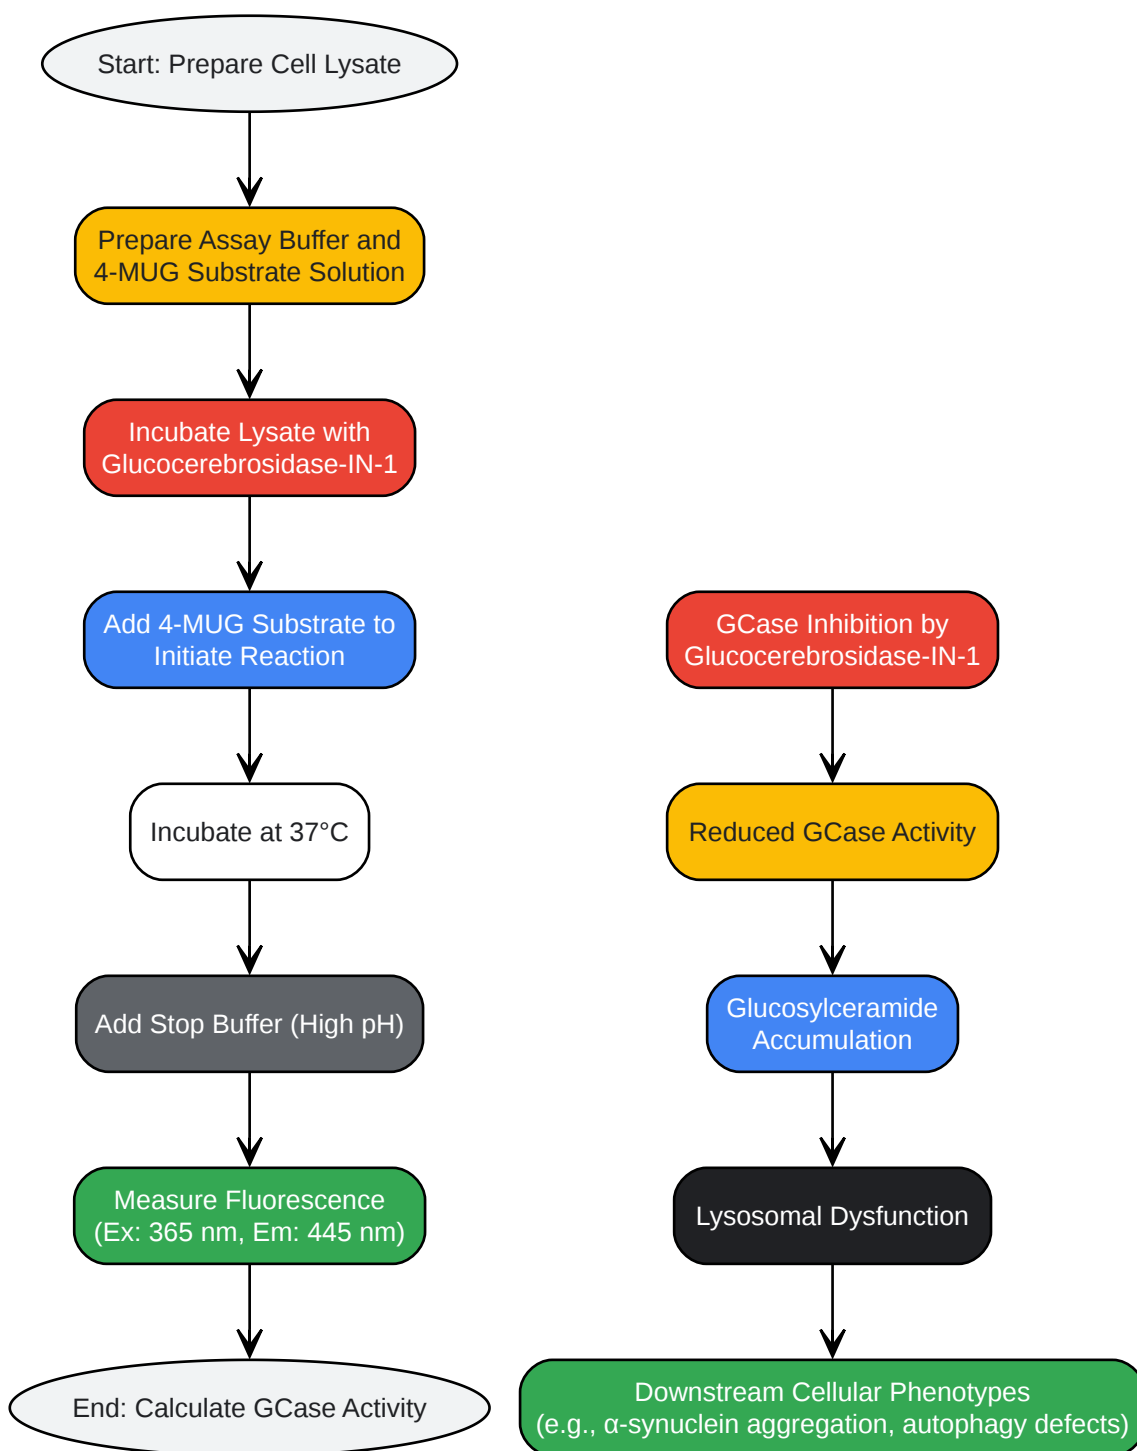 Start: Prepare Cell Lysate
Prepare Assay Buffer and
4-MUG Substrate Solution
Incubate Lysate with
Glucocerebrosidase-IN-1
Add 4-MUG Substrate to
Initiate Reaction
Incubate at 37°C
Add Stop Buffer (High pH)
Measure Fluorescence
(Ex: 365 nm, Em: 445 nm)
End: Calculate GCase Activity
GCase Inhibition by
Glucocerebrosidase-IN-1
Reduced GCase Activity
Glucosylceramide
Accumulation
Lysosomal Dysfunction
Downstream Cellular Phenotypes
(e.g., α-synuclein aggregation, autophagy defects)